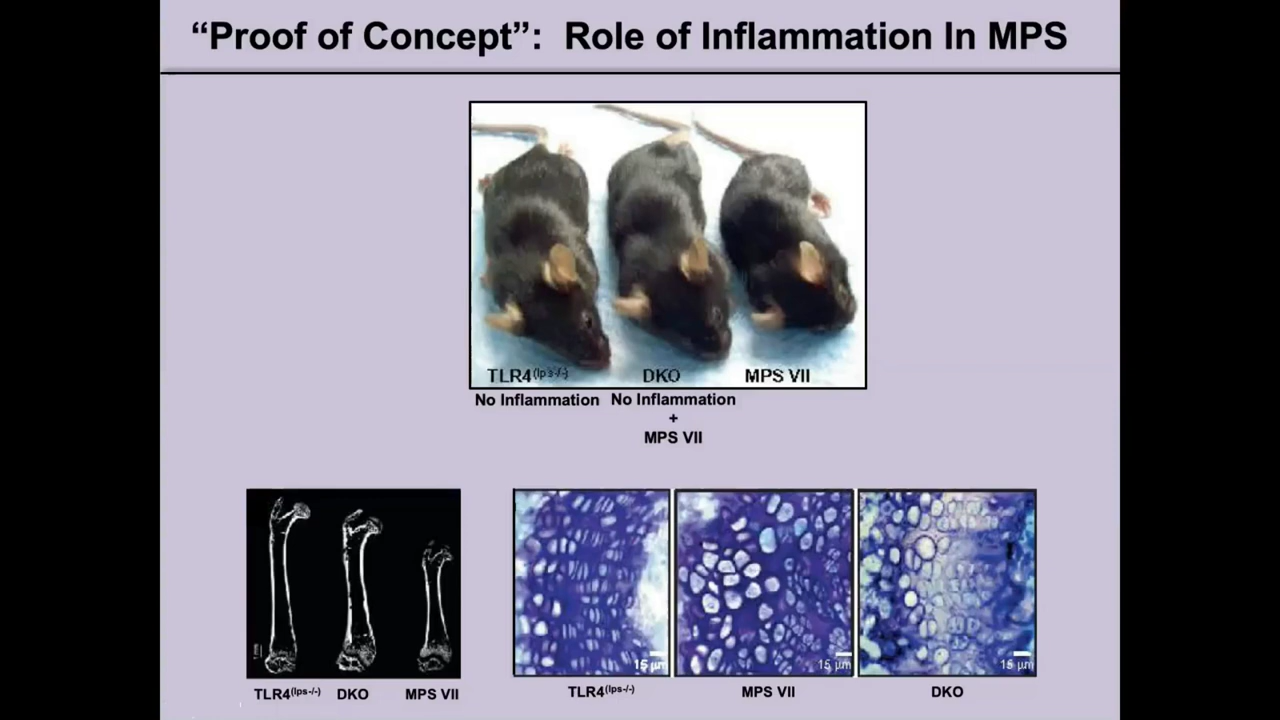 “Proof of Concept”: Role of Inflammation In MPS
TLR4(lps-/-) DKO MPS VII
No Inflammation No Inflammation
+
MPS VII
15 µm 15 µm 15 µm
TLR4(lps-/-) DKO MPS VII
TLR4(lps-/-) MPS VII DKO